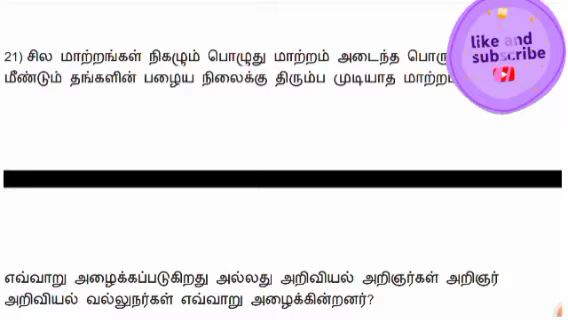 21) சில மாற்றங்கள் நிகழும் பொழுது மாற்றம் அடைந்த
மீண்டும் தங்களின் பழைய நிலைக்கு திரும்ப முடியாத
like and
subscribe
எவ்வாறு அழைக்கப்படுகிறது அல்லது அறிவியல் அறிஞர்கள் அறிஞர்
அறிவியல் வல்லுநர்கள் எவ்வாறு அழைக்கின்றனர்?